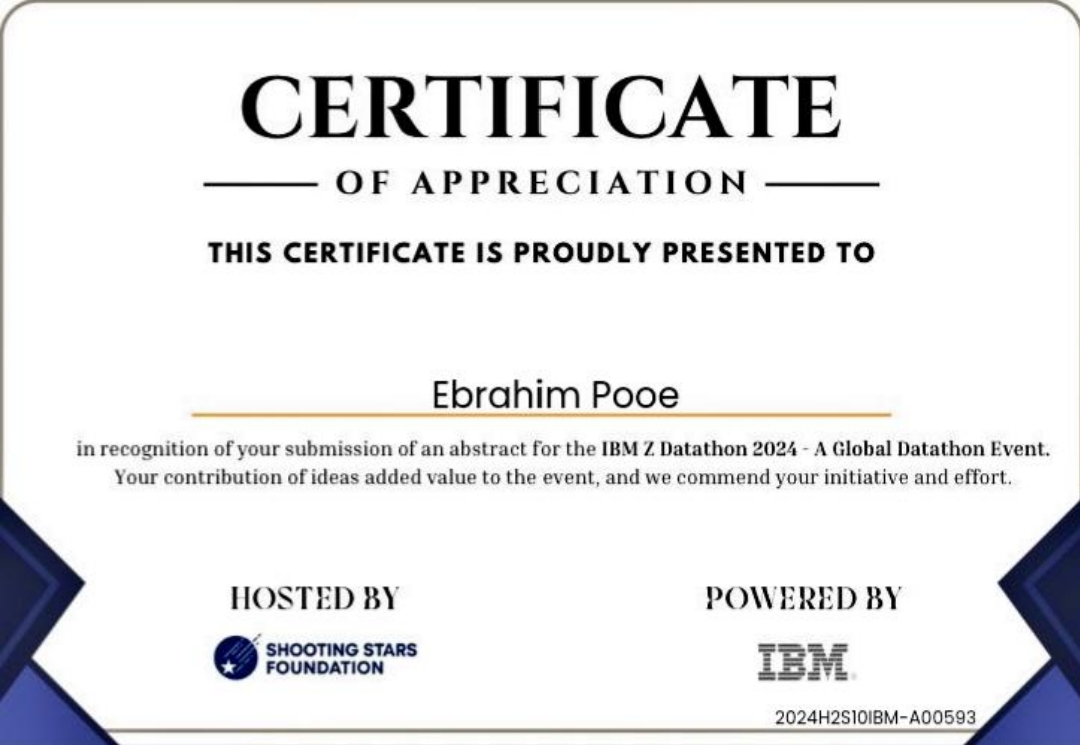 CERTIFICATE
OF APPRECIATION
THIS CERTIFICATE IS PROUDLY PRESENTED TO
Ebrahim Pooe
in recognition of your submission of an abstract for the IBM Z Datathon 2024 - A Global Datathon Event.
Your contribution of ideas added value to the event, and we commend your initiative and effort.
HOSTED BY
POWERED BY
SHOOTING STARS
FOUNDATION
IBM
2024H2S10IBM-A00593